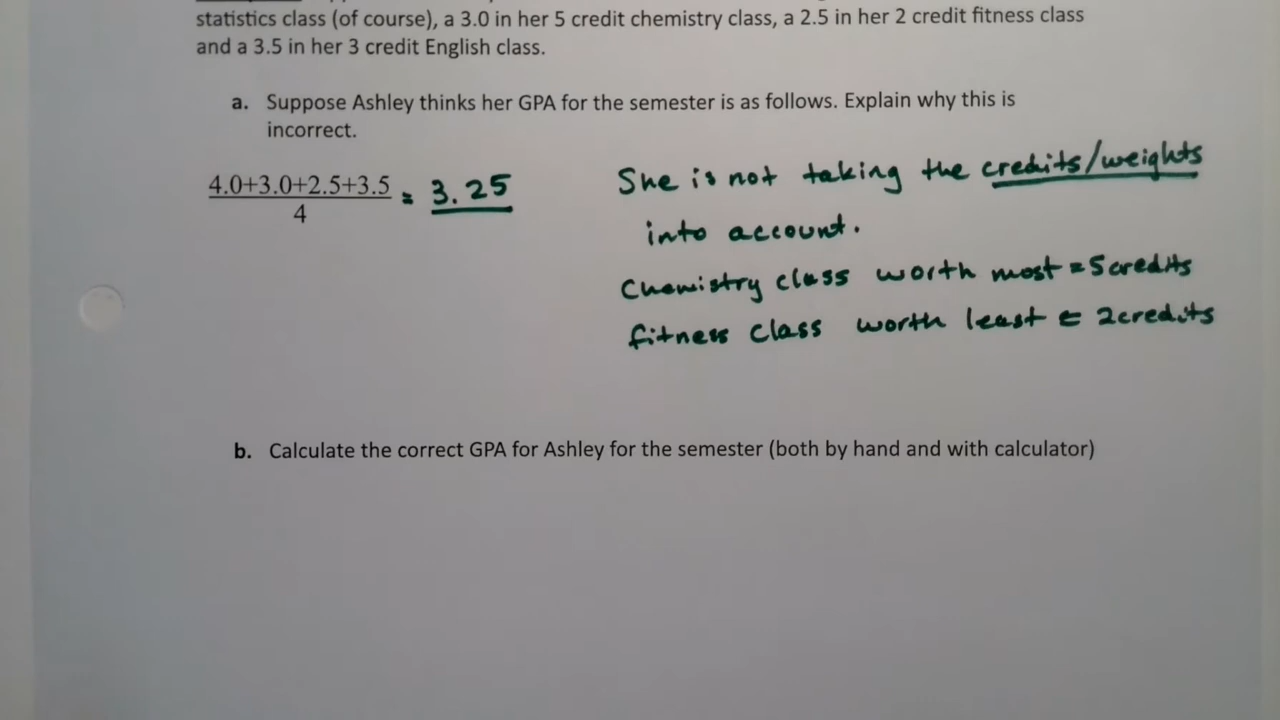 statistics class (of course), a 3.0 in her 5 credit chemistry class, a 2.5 in her 2 credit fitness class
and a 3.5 in her 3 credit English class.
a. Suppose Ashley thinks her GPA for the semester is as follows. Explain why this is
incorrect.
4.0+3.0+2.5+3.5
4
= 3.25
She is not taking the credits/weights
into account.
Chemistry class worth most = 5 credits
fitness class worth least = 2 credits
b. Calculate the correct GPA for Ashley for the semester (both by hand and with calculator)